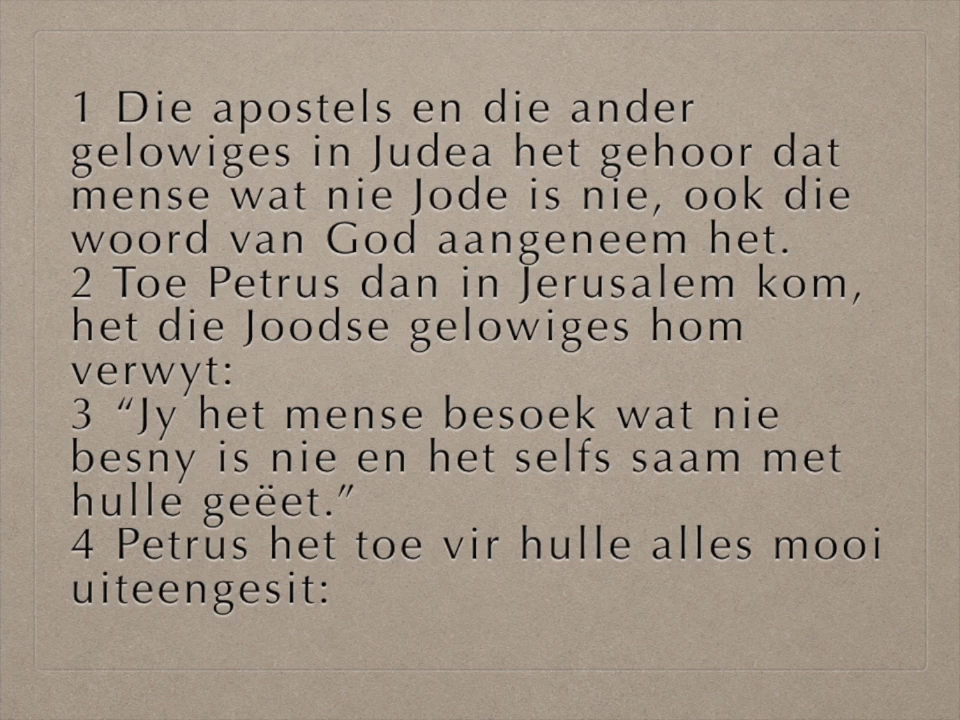 1 Die apostels en die ander
gelowiges in Judea het gehoor dat
mense wat nie Jode is nie, ook die
woord van God aangeneem het.
2 Toe Petrus dan in Jerusalem kom,
het die Joodse gelowiges hom
verwyt:
3 “Jy het mense besoek wat nie
besny is nie en het selfs saam met
hulle geëet.”
4 Petrus het toe vir hulle alles mooi
uiteengesit: